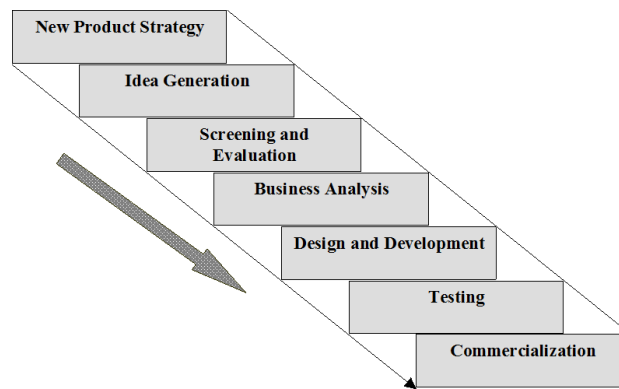 New Product Strategy
Idea Generation
Screening and
Evaluation
Business Analysis
Design and Development
Testing
Commercialization